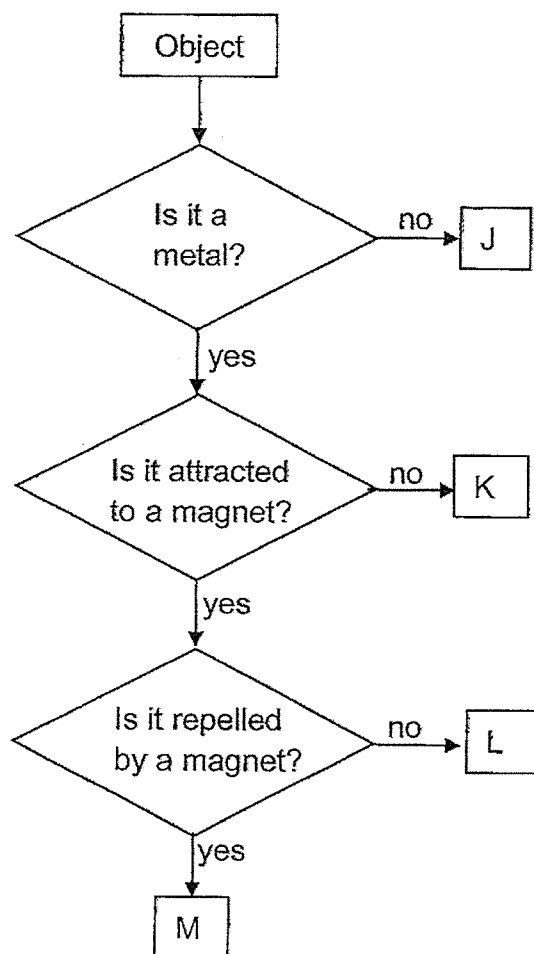 Object
Is it a
metal?
no
J
yes
Is it attracted
to a magnet?
no
K
yes
Is it repelled
by a magnet?
no
L
yes
M